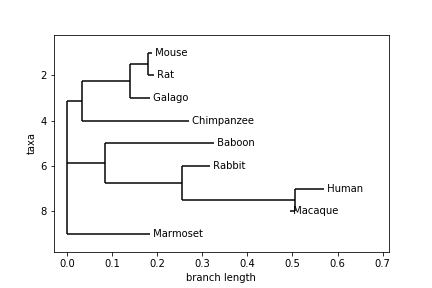 Mouse
2
Rat
Galago
4
Chimpanzee
Baboon
taxa
6
Rabbit
Human
8
Macaque
Marmoset
0.0 0.1 0.2 0.3 0.4 0.5 0.6 0.7
branch length